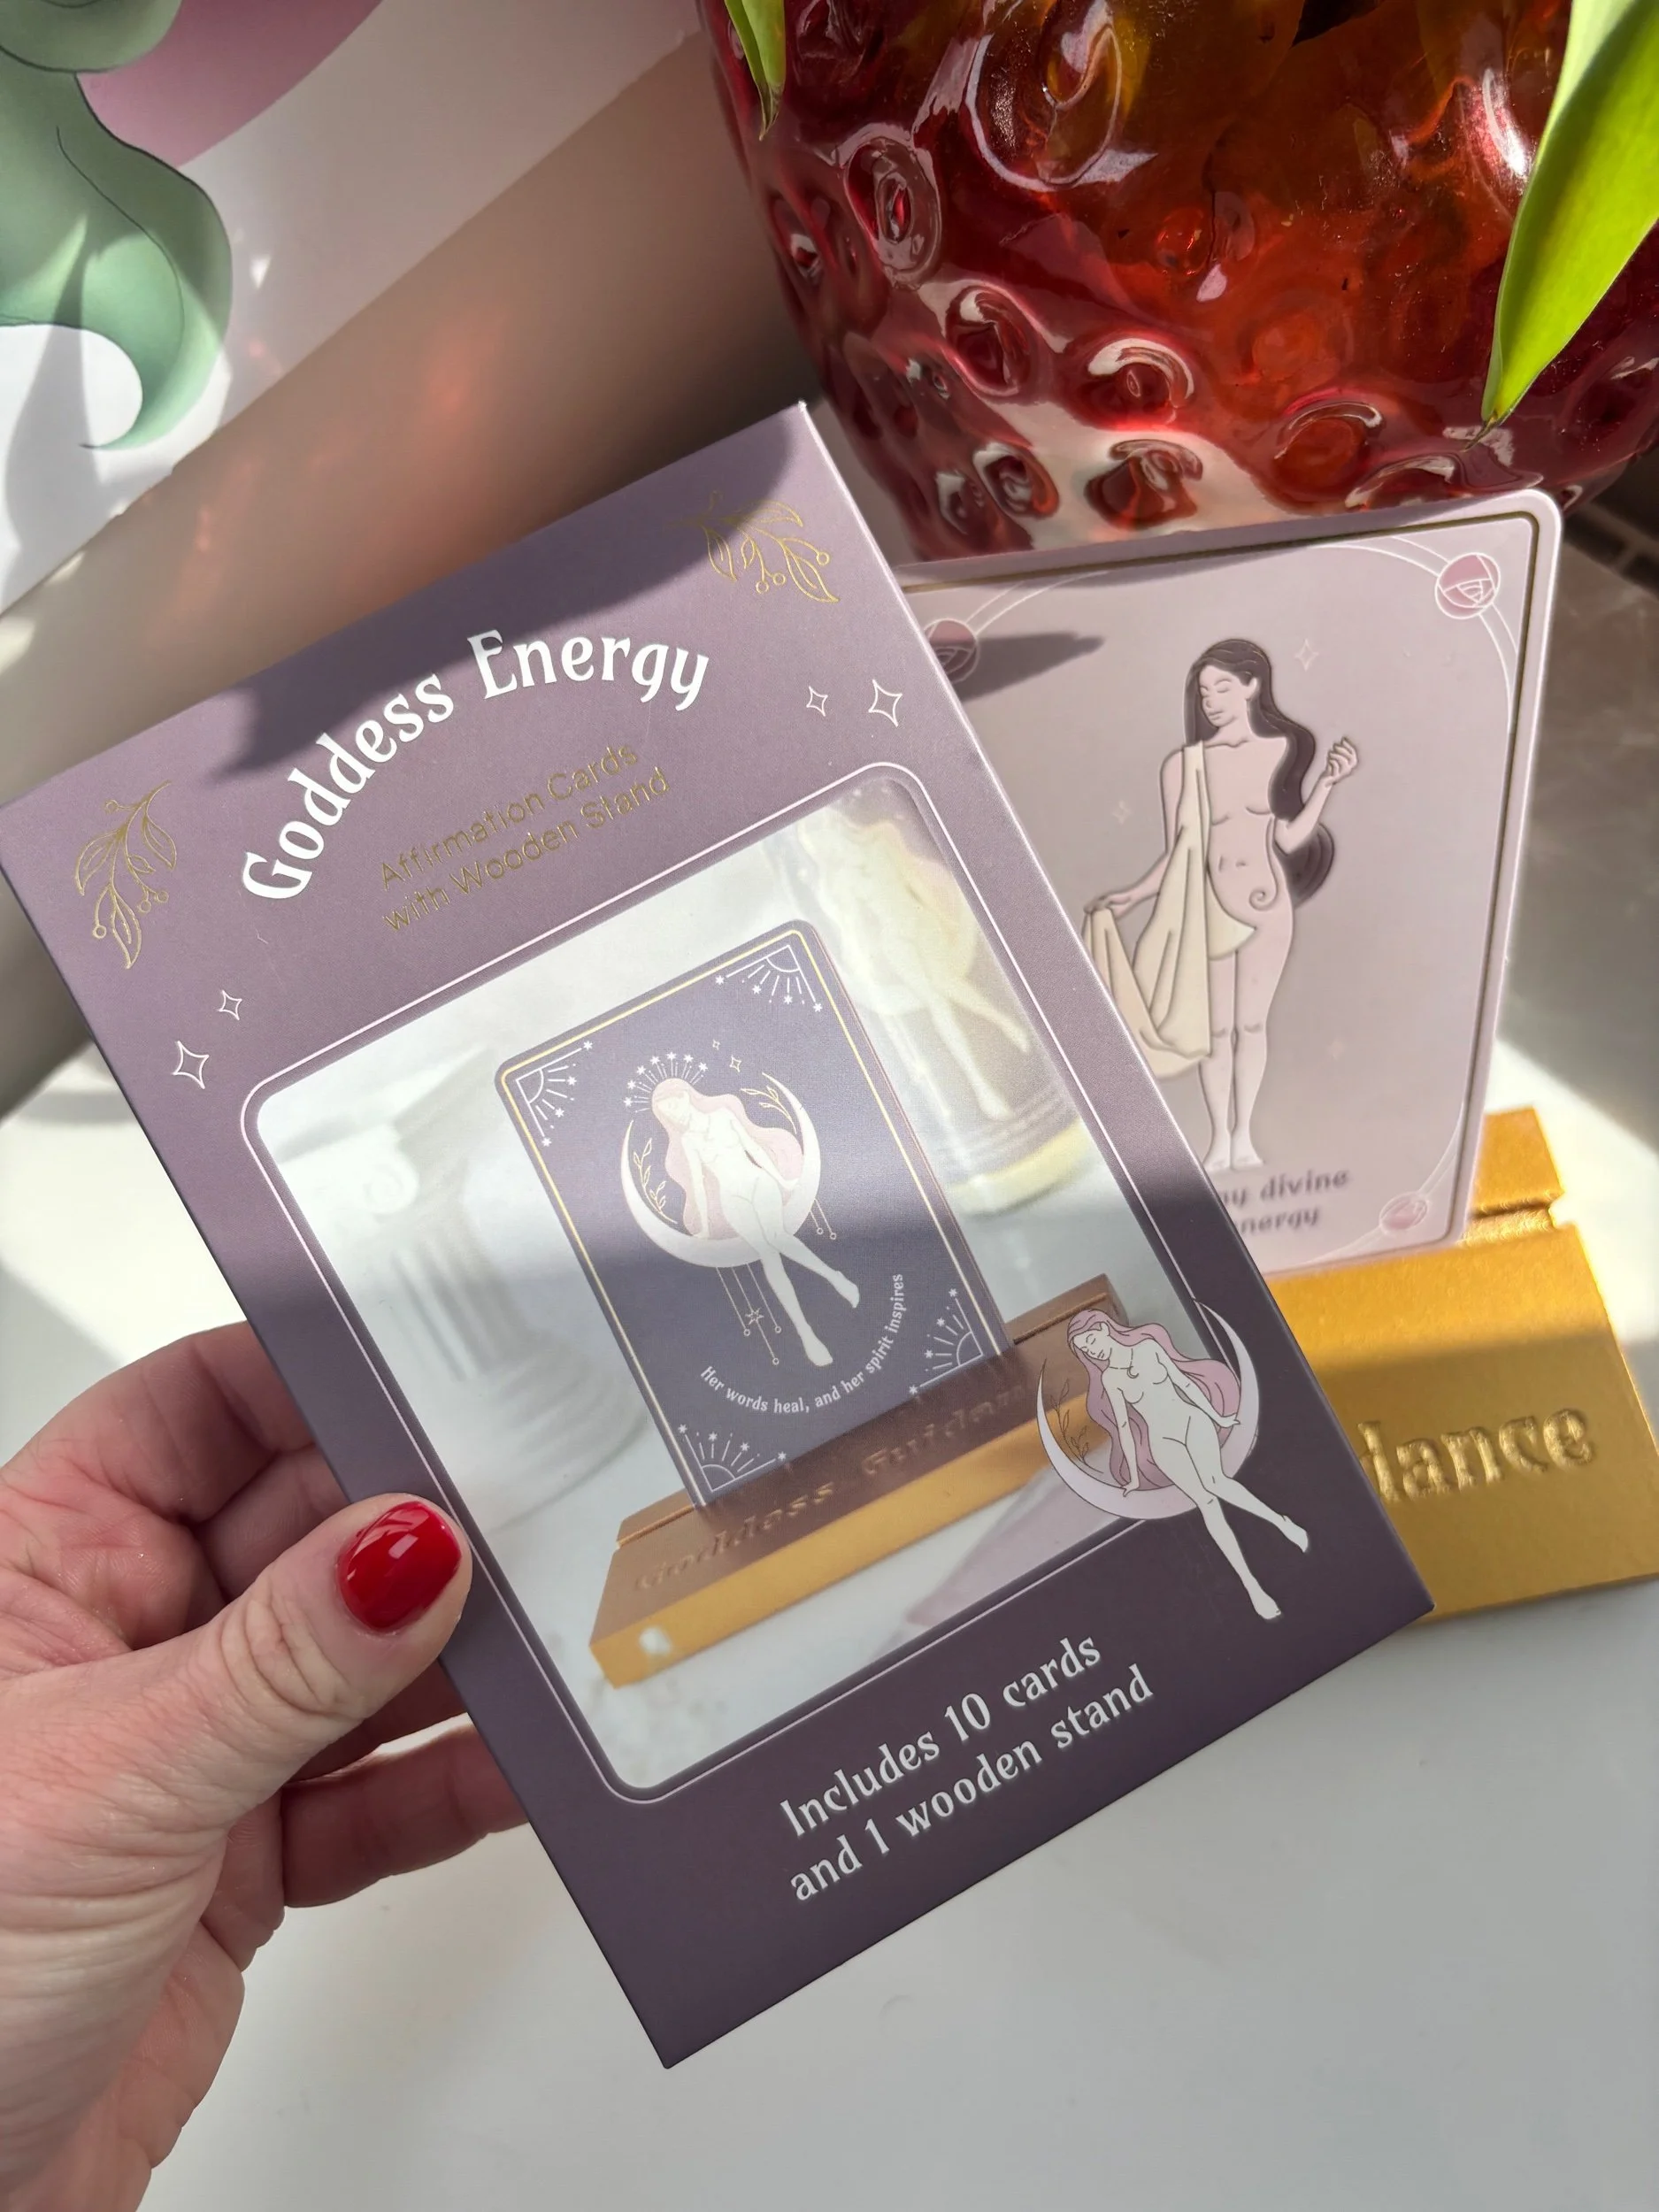 Goddess Energy
Affirmation Cards
with Wooden Stand
Her words heal, and her spirit inspires
Goddess Guidance
Includes 10 cards
and 1 wooden stand
divine
energy
dance